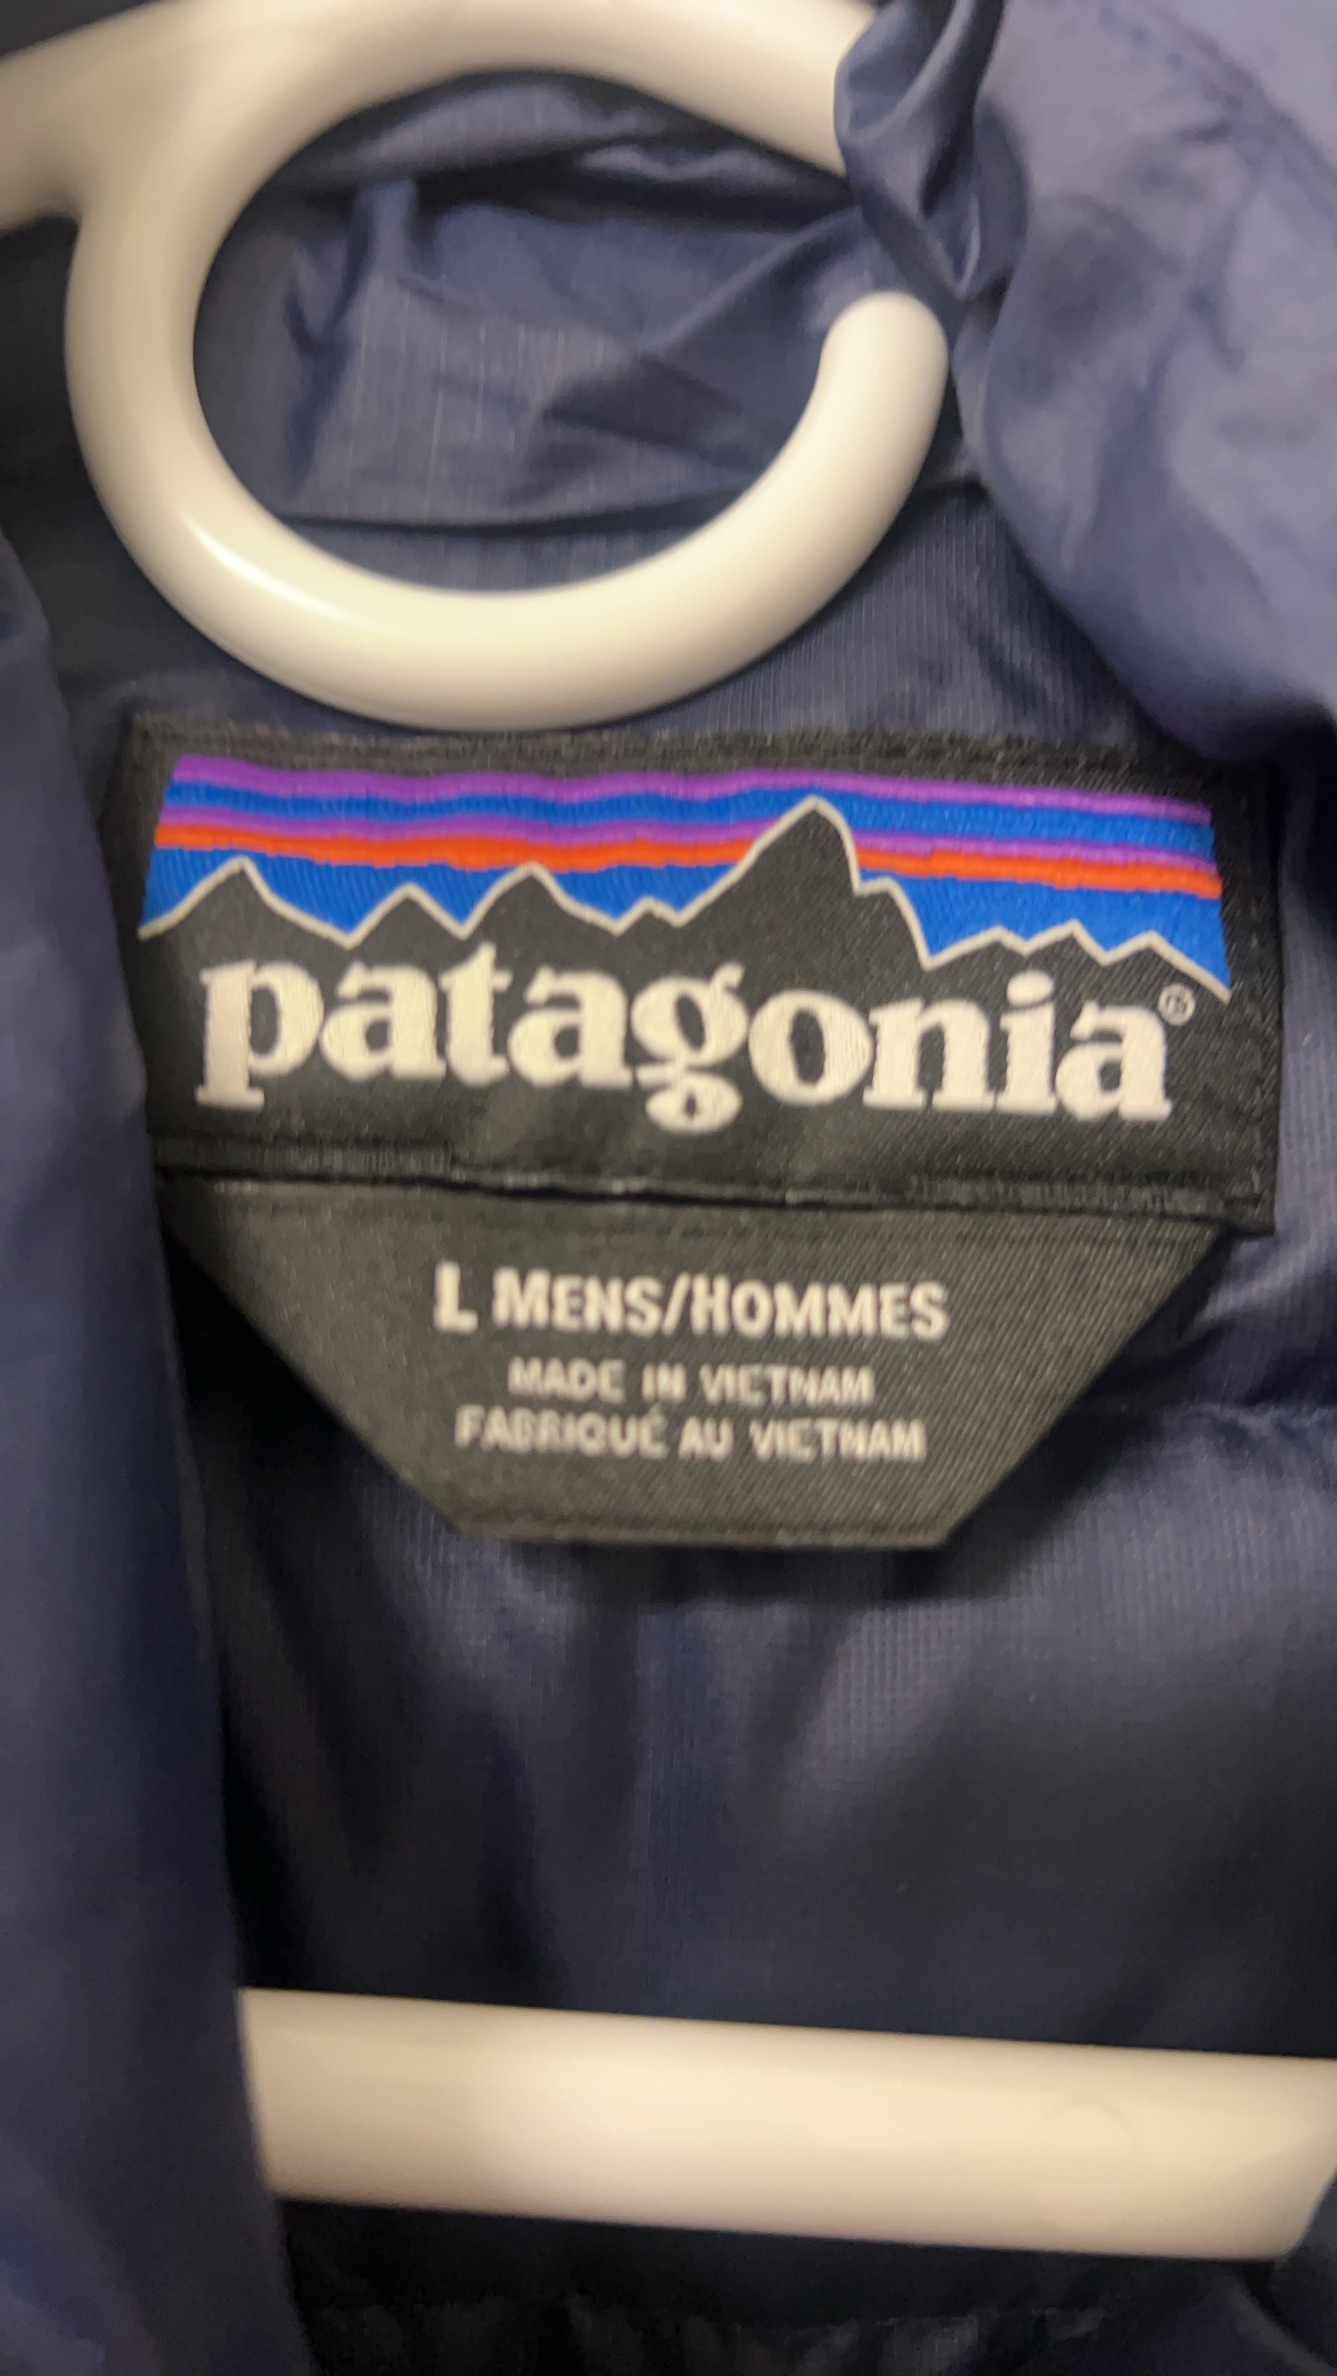 patagonia®
L MENS/HOMMES
MADE IN VIETNAM
FABRIQUÉ AU VIETNAM